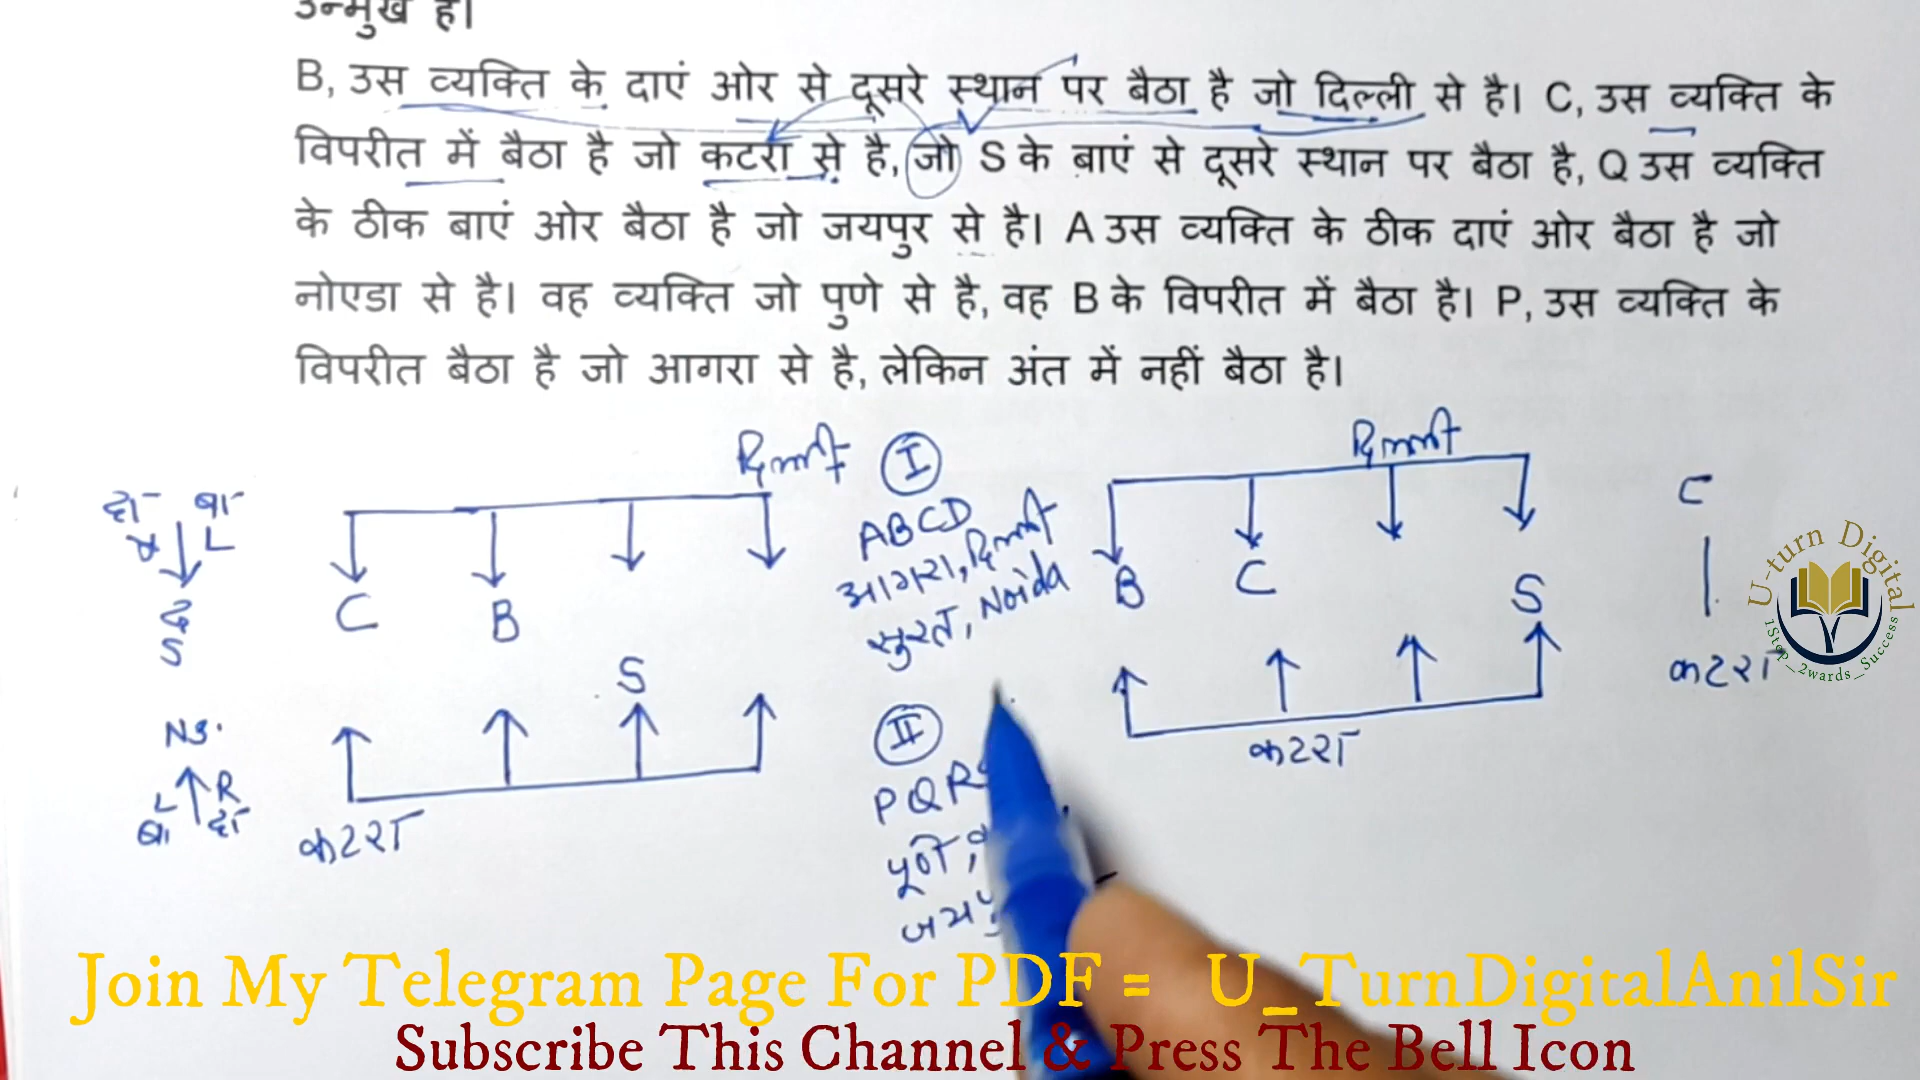 उन्मुख है।
B, उस व्यक्ति के दाएं ओर से दूसरे स्थान पर बैठा है जो दिल्ली से है। C, उस व्यक्ति के
विपरीत में बैठा है जो कटरा से है, जो S के बाएं से दूसरे स्थान पर बैठा है, Q उस व्यक्ति
के ठीक बाएं ओर बैठा है जो जयपुर से है। A उस व्यक्ति के ठीक दाएं ओर बैठा है जो
नोएडा से है। वह व्यक्ति जो पुणे से है, वह B के विपरीत में बैठा है। P, उस व्यक्ति के
विपरीत बैठा है जो आगरा से है, लेकिन अंत में नहीं बैठा है।
दिल्ली
दा बा
L
द
S
C B
S
N उ.
L R
बा दा
कटरा
I
ABCD
आगरा, दिल्ली
सुरत, Noida
II
PQR
पूणे,
जयपु
दिल्ली
B C
S
कटरा
C
कटरा
U-turn Digital
1Stop_2wards_Success
Join My Telegram Page For PDF = U_TurnDigitalAnilSir
Subscribe This Channel & Press The Bell Icon